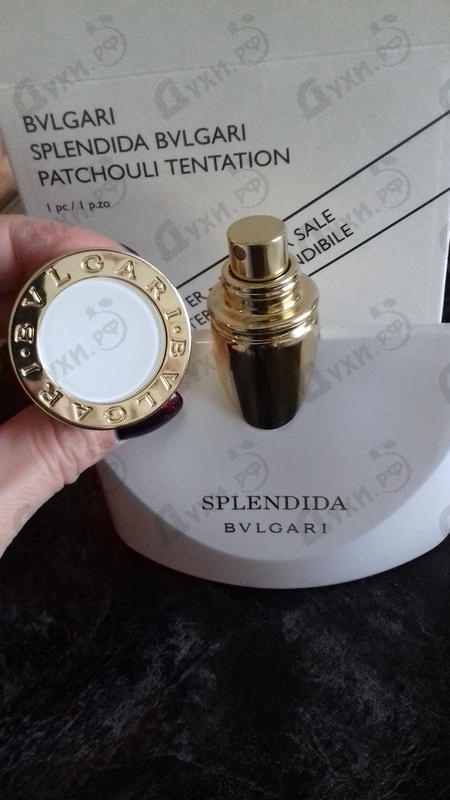 BVLGARI
SPLENDIDA BVLGARI
PATCHOULI TENTATION
1 pc / 1 p.zo
SALE
NDIBILE
BVLGARI•BVLGARI•
SPLENDIDA
BVLGARI
Духи.РФ